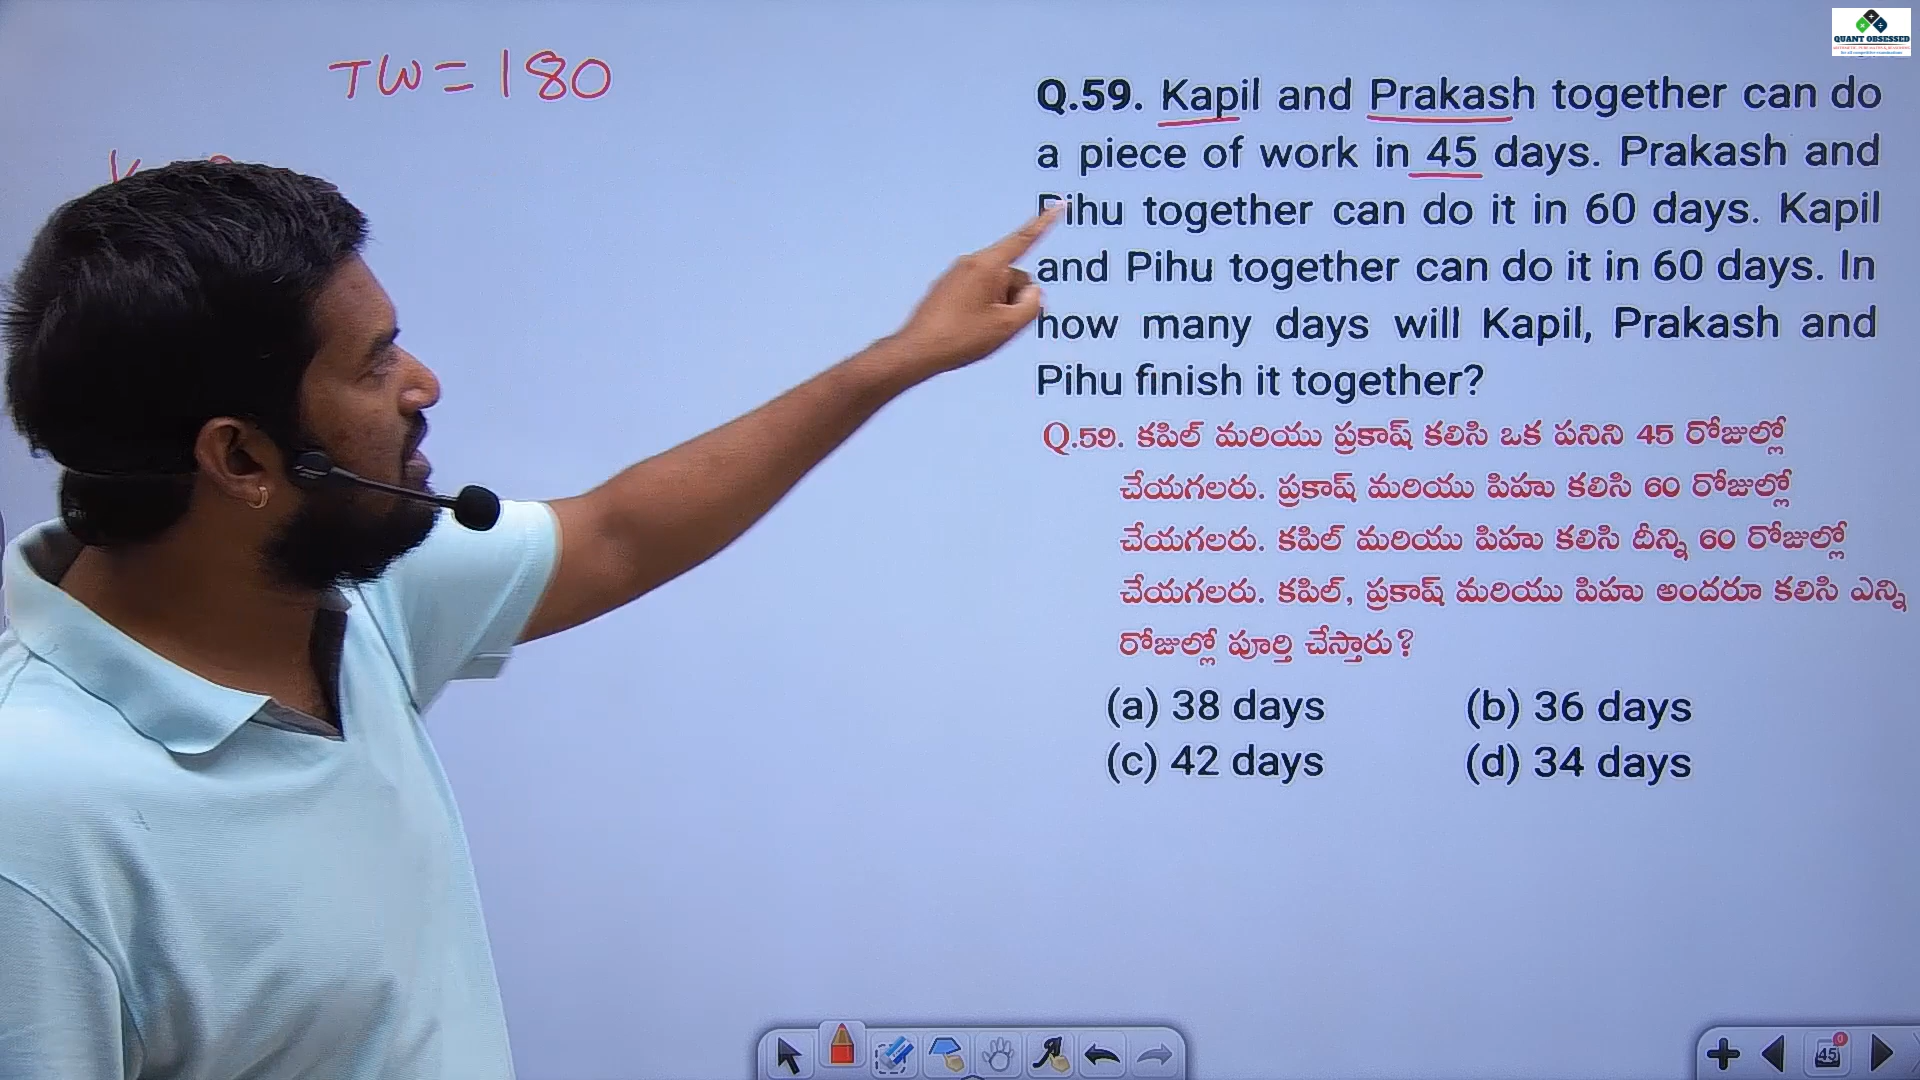 TW = 180
QUANT OBSESSED
Q.59. Kapil and Prakash together can do
a piece of work in 45 days. Prakash and
Pihu together can do it in 60 days. Kapil
and Pihu together can do it in 60 days. In
how many days will Kapil, Prakash and
Pihu finish it together?
Q.59. కపిల్ మరియు ప్రకాష్ కలిసి ఒక పనిని 45 రోజుల్లో
చేయగలరు. ప్రకాష్ మరియు పిహు కలిసి 60 రోజుల్లో
చేయగలరు. కపిల్ మరియు పిహు కలిసి దీన్ని 60 రోజుల్లో
చేయగలరు. కపిల్, ప్రకాష్ మరియు పిహు అందరూ కలిసి ఎన్ని
రోజుల్లో పూర్తి చేస్తారు?
(a) 38 days (b) 36 days
(c) 42 days (d) 34 days
45
0